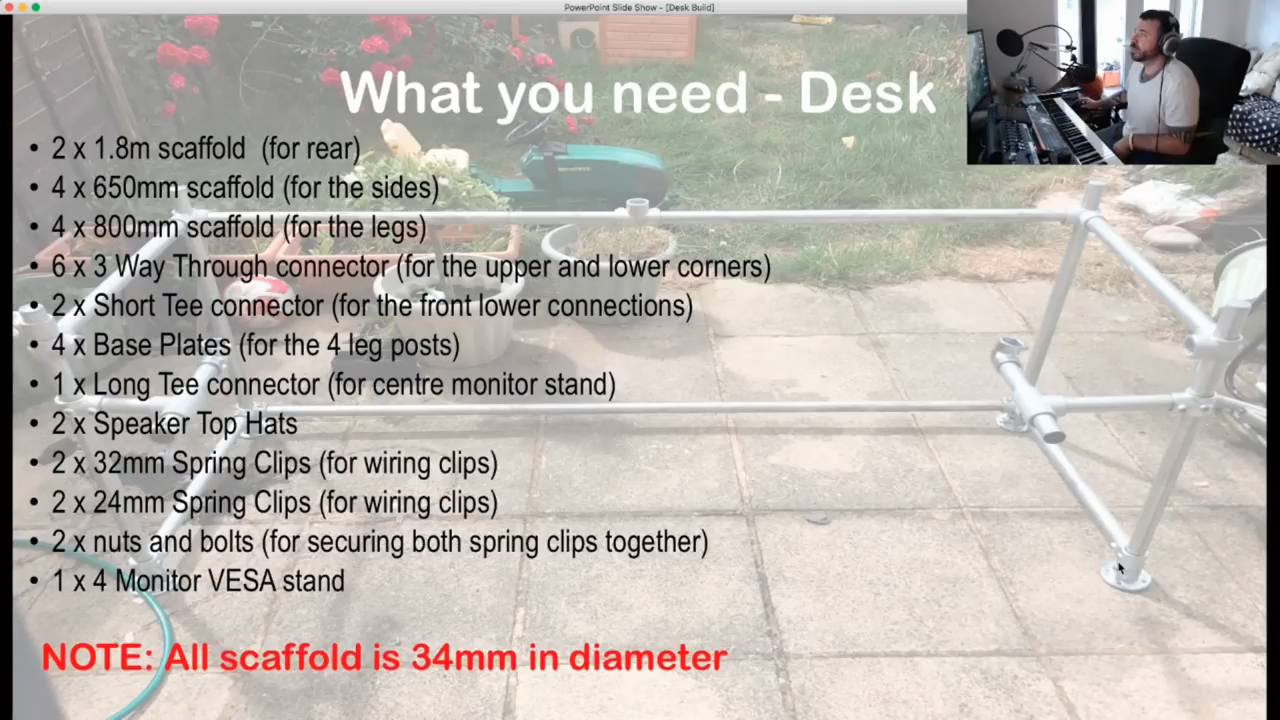 PowerPoint Slide Show - [Desk Build]
What you need - Desk
• 2 x 1.8m scaffold (for rear)
• 4 x 650mm scaffold (for the sides)
• 4 x 800mm scaffold (for the legs)
• 6 x 3 Way Through connector (for the upper and lower corners)
• 2 x Short Tee connector (for the front lower connections)
• 4 x Base Plates (for the 4 leg posts)
• 1 x Long Tee connector (for centre monitor stand)
• 2 x Speaker Top Hats
• 2 x 32mm Spring Clips (for wiring clips)
• 2 x 24mm Spring Clips (for wiring clips)
• 2 x nuts and bolts (for securing both spring clips together)
• 1 x 4 Monitor VESA stand
NOTE: All scaffold is 34mm in diameter